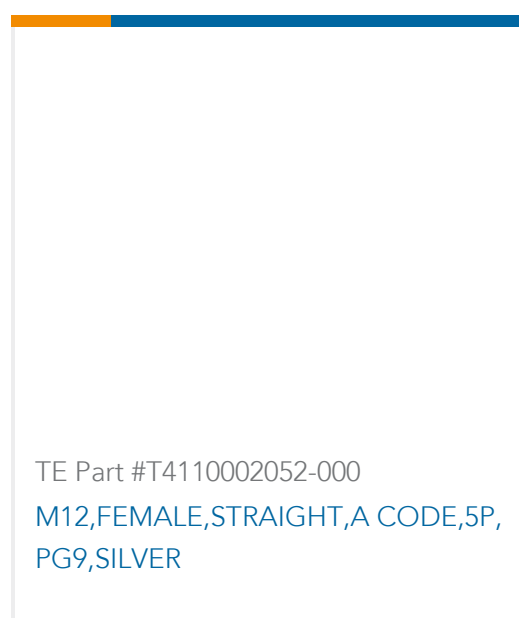 TE Part #T4110002052-000
M12,FEMALE,STRAIGHT,A CODE,5P,
PG9,SILVER